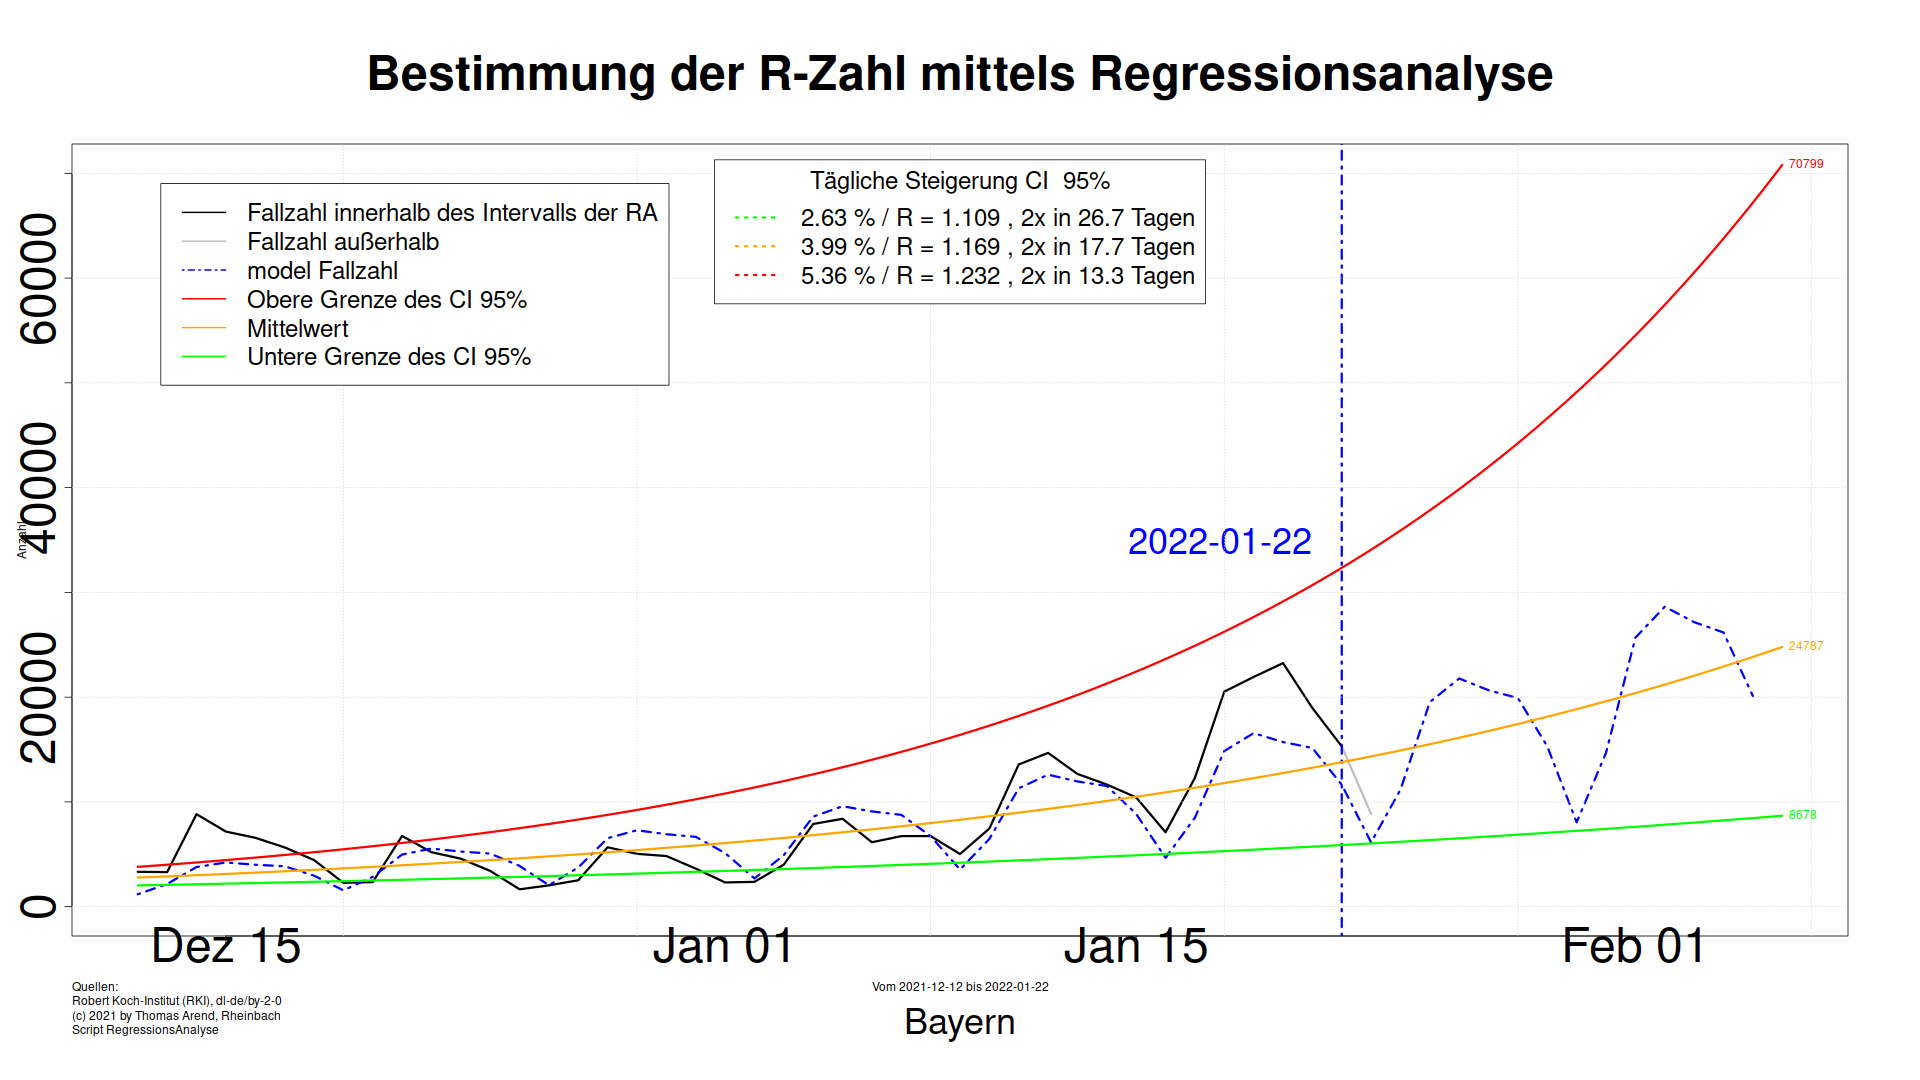 Bestimmung der R-Zahl mittels Regressionsanalyse
Fallzahl innerhalb des Intervalls der RA
Fallzahl außerhalb
model Fallzahl
Obere Grenze des CI 95%
Mittelwert
Untere Grenze des CI 95%
Tägliche Steigerung CI  95%
2.63 % / R = 1.109 , 2x in 26.7 Tagen
3.99 % / R = 1.169 , 2x in 17.7 Tagen
5.36 % / R = 1.232 , 2x in 13.3 Tagen
70799
60000
40000
Anzahl
2022-01-22
24787
20000
8678
0
Dez 15
Jan 01
Jan 15
Feb 01
Quellen:
Robert Koch-Institut (RKI), dl-de/by-2-0
(c) 2021 by Thomas Arend, Rheinbach
Script RegressionsAnalyse
Vom 2021-12-12 bis 2022-01-22
Bayern